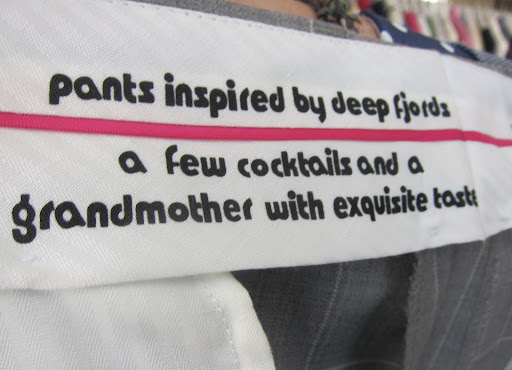 pants inspired by deep fjords
a few cocktails and a
grandmother with exquisite taste